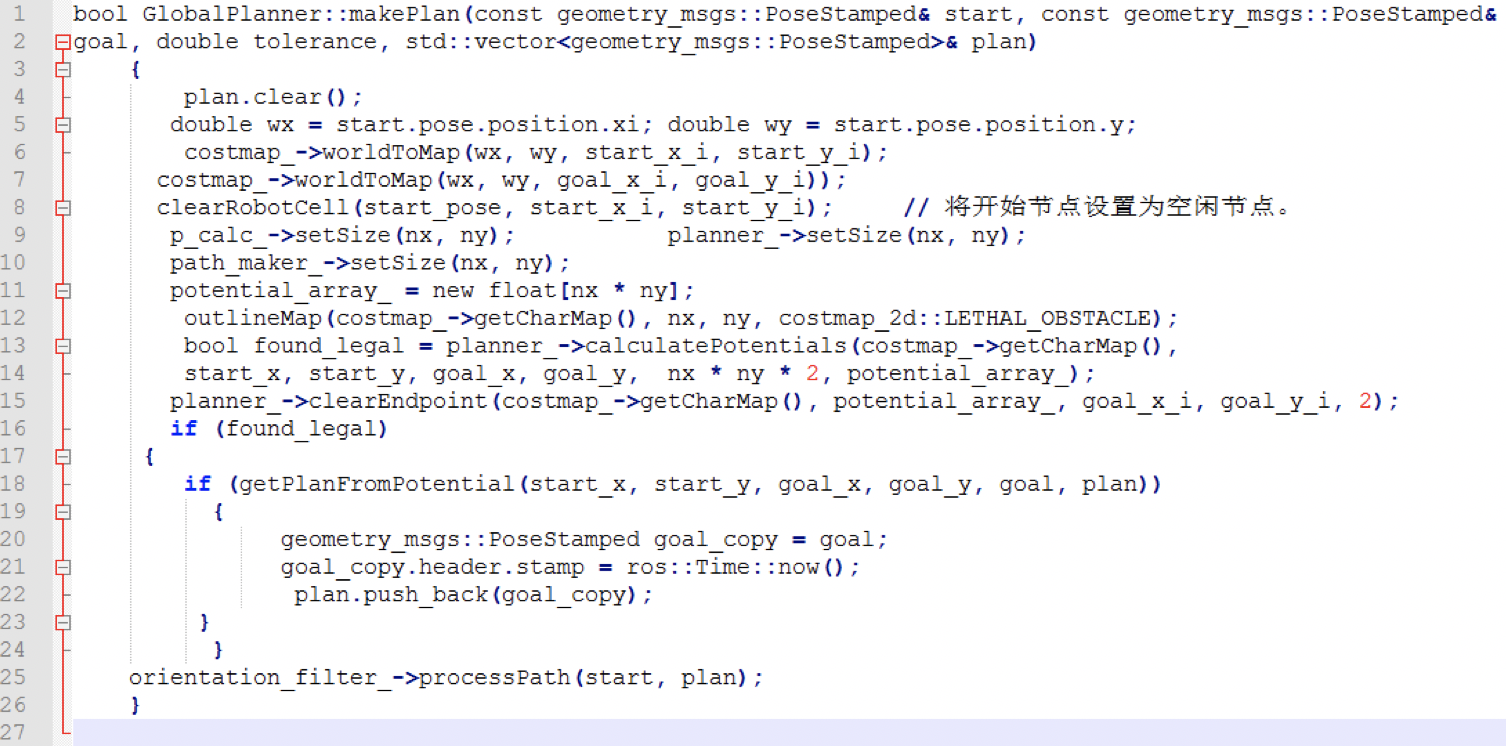 1 bool GlobalPlanner::makePlan(const geometry_msgs::PoseStamped& start, const geometry_msgs::PoseStamped&
2 goal, double tolerance, std::vector<geometry_msgs::PoseStamped>& plan)
3 {
4 plan.clear();
5 double wx = start.pose.position.xi; double wy = start.pose.position.y;
6 costmap_->worldToMap(wx, wy, start_x_i, start_y_i);
7 costmap_->worldToMap(wx, wy, goal_x_i, goal_y_i));
8 clearRobotCell(start_pose, start_x_i, start_y_i); // 将开始节点设置为空闲节点。
9 p_calc_->setSize(nx, ny); planner_->setSize(nx, ny);
10 path_maker_->setSize(nx, ny);
11 potential_array_ = new float[nx * ny];
12 outlineMap(costmap_->getCharMap(), nx, ny, costmap_2d::LETHAL_OBSTACLE);
13 bool found_legal = planner_->calculatePotentials(costmap_->getCharMap(),
14 start_x, start_y, goal_x, goal_y, nx * ny * 2, potential_array_);
15 planner_->clearEndpoint(costmap_->getCharMap(), potential_array_, goal_x_i, goal_y_i, 2);
16 if (found_legal)
17 {
18 if (getPlanFromPotential(start_x, start_y, goal_x, goal_y, goal, plan))
19 {
20 geometry_msgs::PoseStamped goal_copy = goal;
21 goal_copy.header.stamp = ros::Time::now();
22 plan.push_back(goal_copy);
23 }
24 }
25 orientation_filter_->processPath(start, plan);
26 }
27